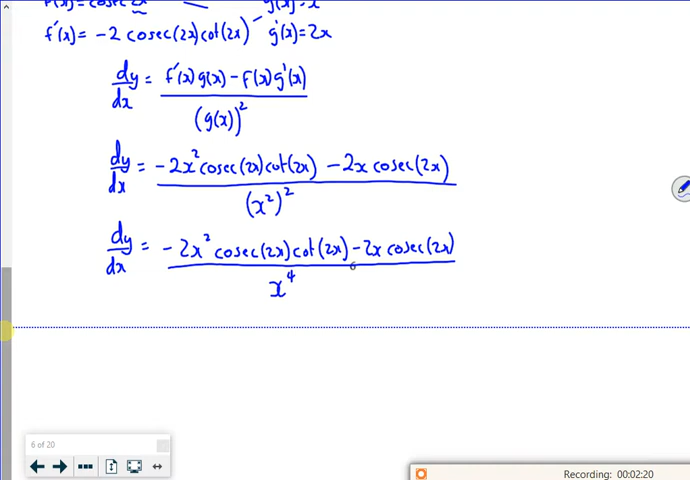 f'(x) = -2 cosec(2x)cot(2x) g'(x) = 2x
dy/dx = f'(x)g(x) - f(x)g'(x) / (g(x))²
dy/dx = -2x² cosec(2x)cot(2x) - 2x cosec(2x) / (x²)²
dy/dx = -2x² cosec(2x)cot(2x) - 2x cosec(2x) / x⁴
6 of 20
Recording: 00:02:20